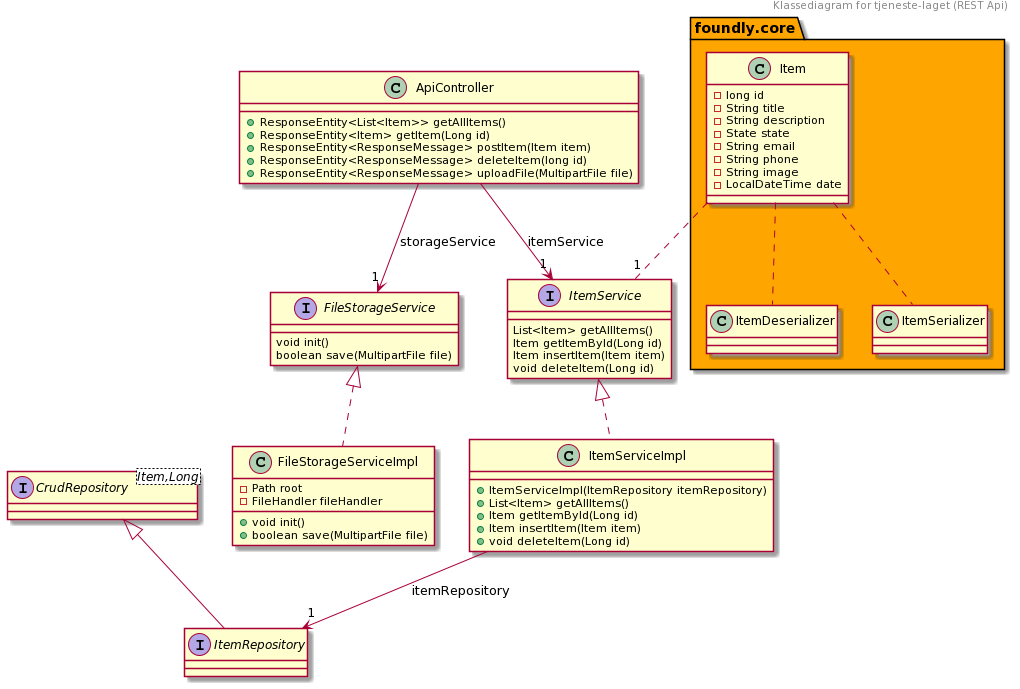 Klassediagram for tjeneste-laget (REST Api)
foundly.core
C Item
long id
String title
String description
State state
String email
String phone
String image
LocalDateTime date
C ApiController
ResponseEntity<List<Item>> getAllItems()
ResponseEntity<Item> getItem(Long id)
ResponseEntity<ResponseMessage> postItem(Item item)
ResponseEntity<ResponseMessage> deleteItem(long id)
ResponseEntity<ResponseMessage> uploadFile(MultipartFile file)
storageService
itemService
1
1
1
I FileStorageService
void init()
boolean save(MultipartFile file)
I ItemService
List<Item> getAllItems()
Item getItemById(Long id)
Item insertItem(Item item)
void deleteItem(Long id)
C ItemDeserializer
C ItemSerializer
C FileStorageServiceImpl
Path root
FileHandler fileHandler
void init()
boolean save(MultipartFile file)
C ItemServiceImpl
ItemServiceImpl(ItemRepository itemRepository)
List<Item> getAllItems()
Item getItemById(Long id)
Item insertItem(Item item)
void deleteItem(Long id)
Item,Long
I CrudRepository
itemRepository
1
I ItemRepository